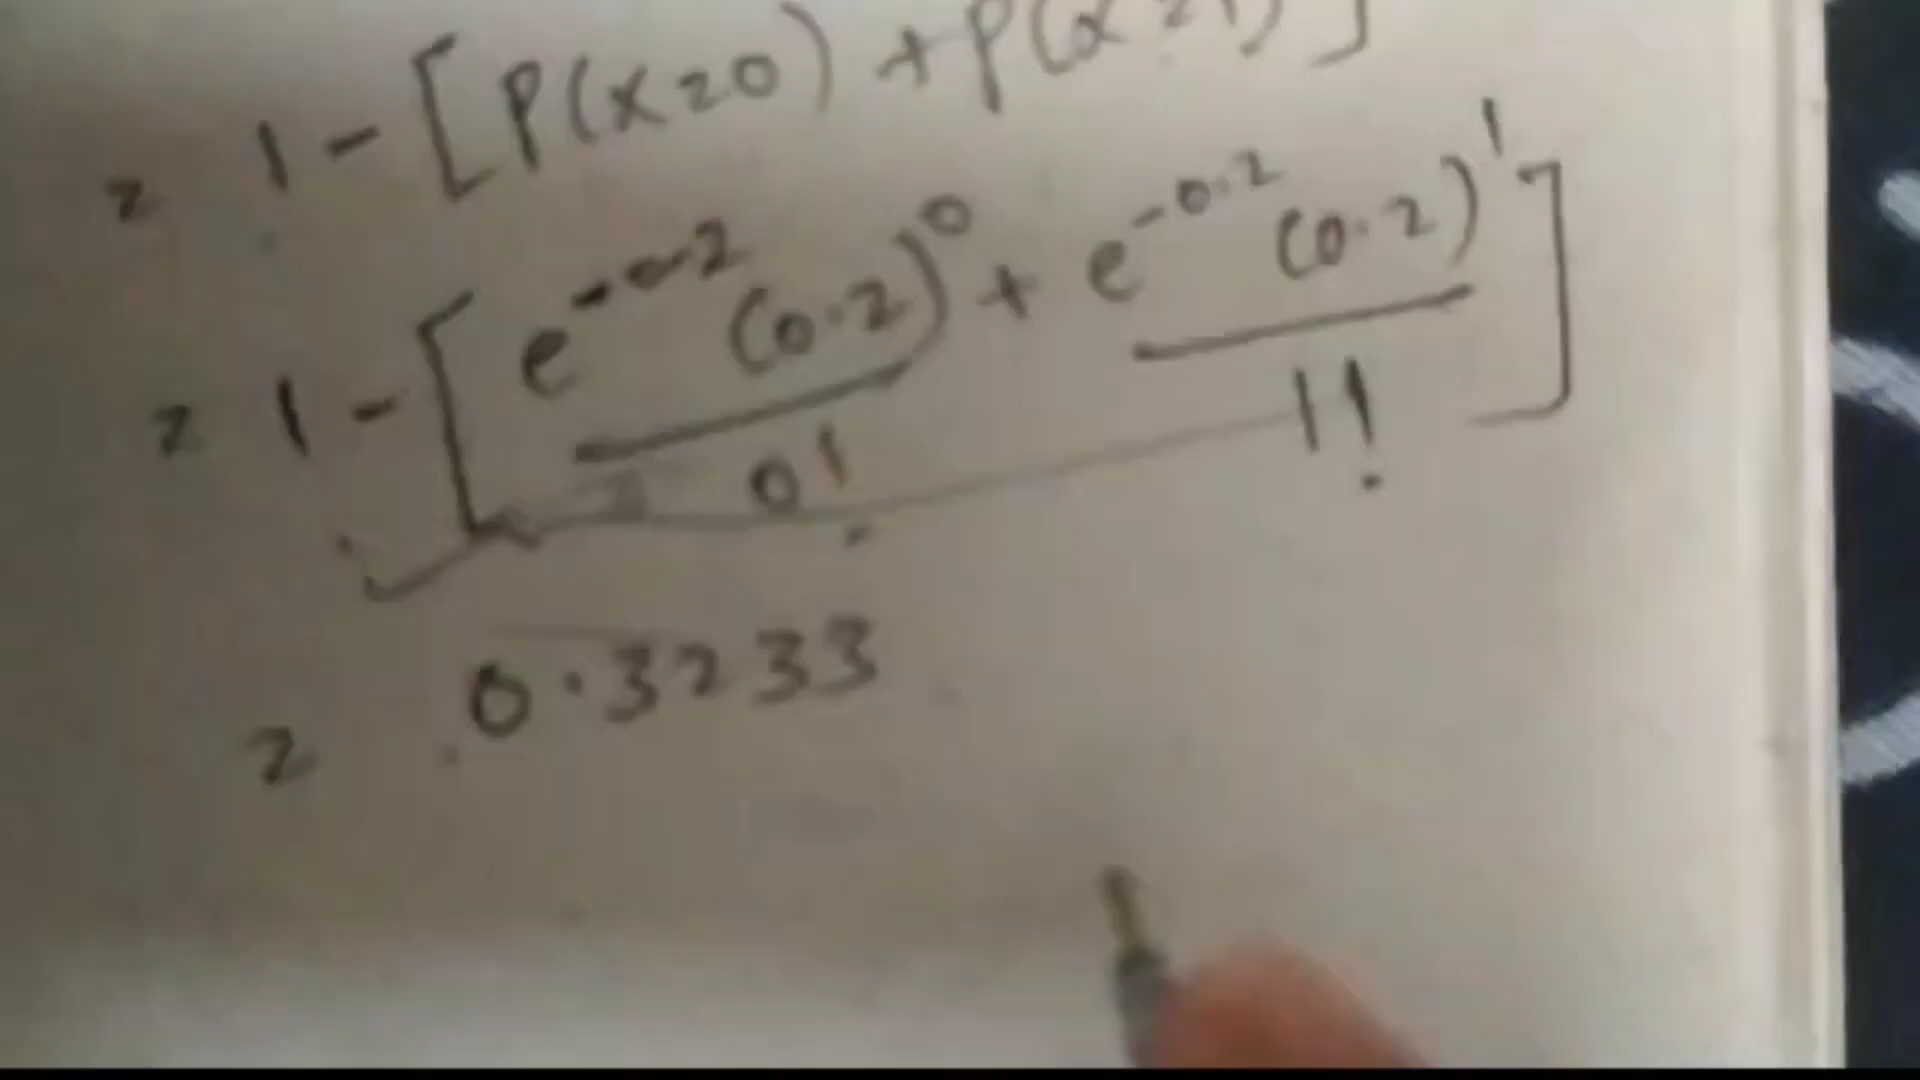 = 1 - [P(x=0) + P(x=1)]
= 1 - [e^-0.2 (0.2)^0 / 0! + e^-0.2 (0.2)^1 / 1!]
= 0.3233